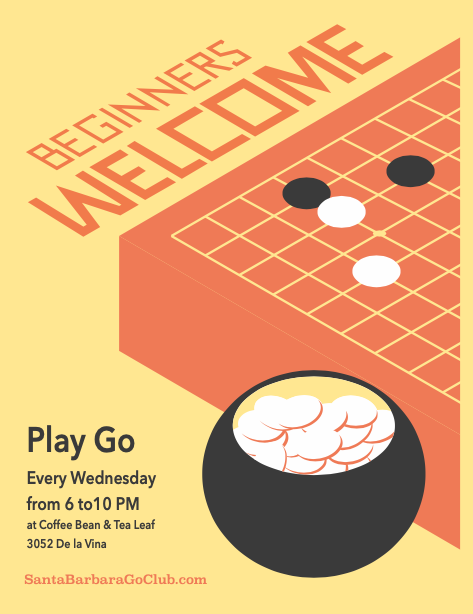 BEGINNERS
WELCOME
Play Go
Every Wednesday
from 6 to10 PM
at Coffee Bean & Tea Leaf
3052 De la Vina
SantaBarbaraGoClub.com